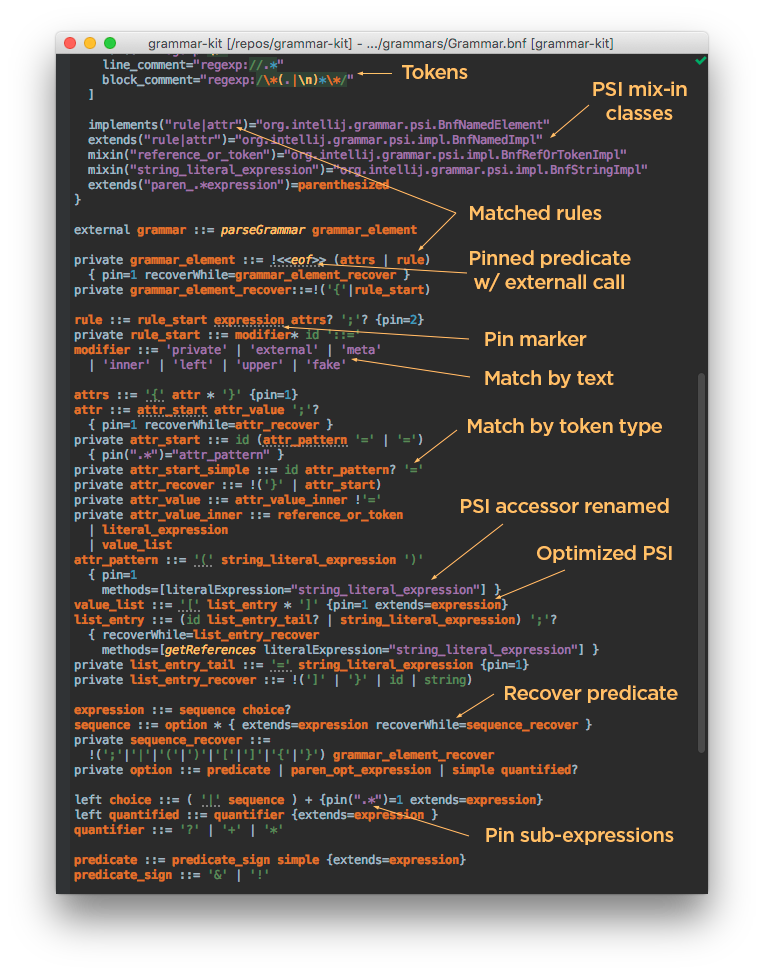 grammar-kit [/repos/grammar-kit] - .../grammars/Grammar.bnf [grammar-kit]
line_comment="regexp://.*"
block_comment="regexp:/\*(.|\n)*\*/"
Tokens
]
PSI mix-in
classes
implements("rule|attr")="org.intellij.grammar.psi.BnfNamedElement"
extends("rule|attr")="org.intellij.grammar.psi.impl.BnfNamedImpl"
mixin("reference_or_token")="org.intellij.grammar.psi.impl.BnfRefOrTokenImpl"
mixin("string_literal_expression")="org.intellij.grammar.psi.impl.BnfStringImpl"
extends("paren_.*expression")=parenthesized
}
Matched rules
external grammar ::= parseGrammar grammar_element
private grammar_element ::= !<<eof>> (attrs | rule)
{ pin=1 recoverWhile=grammar_element_recover }
private grammar_element_recover::=!('{'|rule_start)
Pinned predicate
w/ externall call
rule ::= rule_start expression attrs? ';'? {pin=2}
private rule_start ::= modifier* id '::='
modifier ::= 'private' | 'external' | 'meta'
| 'inner' | 'left' | 'upper' | 'fake'
Pin marker
Match by text
attrs ::= '{' attr * '}' {pin=1}
attr ::= attr_start attr_value ';'?
{ pin=1 recoverWhile=attr_recover }
private attr_start ::= id (attr_pattern '=' | '=')
{ pin(".*")="attr_pattern" }
private attr_start_simple ::= id attr_pattern? '='
private attr_recover ::= !('}' | attr_start)
private attr_value ::= attr_value_inner !'='
private attr_value_inner ::= reference_or_token
| literal_expression
| value_list
Match by token type
PSI accessor renamed
Optimized PSI
attr_pattern ::= '(' string_literal_expression ')'
{ pin=1
methods=[literalExpression="string_literal_expression"] }
value_list ::= '[' list_entry * ']' {pin=1 extends=expression}
list_entry ::= (id list_entry_tail? | string_literal_expression) ';'?
{ recoverWhile=list_entry_recover
methods=[getReferences literalExpression="string_literal_expression"] }
private list_entry_tail ::= '=' string_literal_expression {pin=1}
private list_entry_recover ::= !(']' | '}' | id | string)
Recover predicate
expression ::= sequence choice?
sequence ::= option * { extends=expression recoverWhile=sequence_recover }
private sequence_recover ::=
!(';'|'|'|'('|')'|'['|']'|'{'|'}') grammar_element_recover
private option ::= predicate | paren_opt_expression | simple quantified?
left choice ::= ( '|' sequence ) + {pin(".*")=1 extends=expression}
left quantified ::= quantifier {extends=expression }
quantifier ::= '?' | '+' | '*'
Pin sub-expressions
predicate ::= predicate_sign simple {extends=expression}
predicate_sign ::= '&' | '!'